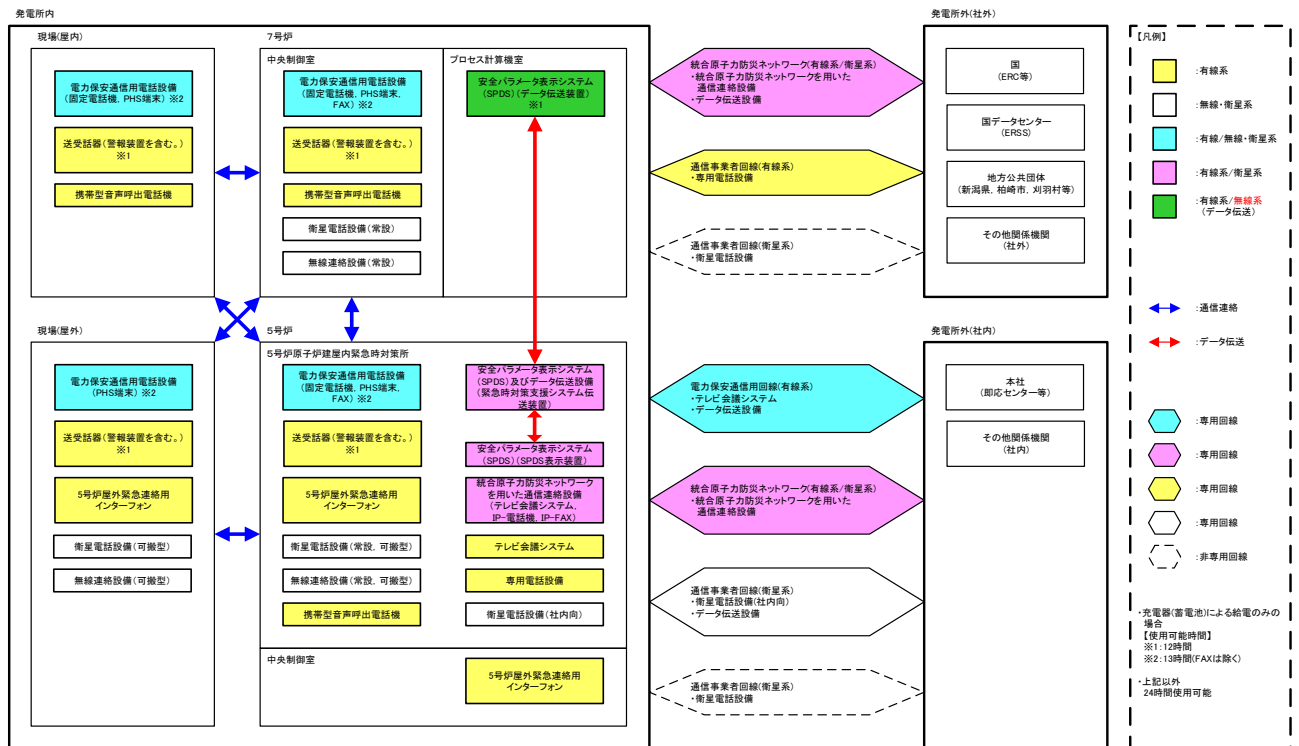 発電所内
現場(屋内)
電力保安通信用電話設備
(固定電話機，PHS端末) ※2
送受話器(警報装置を含む。)
※1
携帯型音声呼出電話機
7号炉
中央制御室
電力保安通信用電話設備
(固定電話機，PHS端末，
FAX) ※2
送受話器(警報装置を含む。)
※1
携帯型音声呼出電話機
衛星電話設備(常設)
無線連絡設備(常設)
プロセス計算機室
安全パラメータ表示システム
(SPDS)(データ伝送装置)
※1
現場(屋外)
電力保安通信用電話設備
(PHS端末) ※2
送受話器(警報装置を含む。)
※1
5号炉屋外緊急連絡用
インターフォン
衛星電話設備(可搬型)
無線連絡設備(可搬型)
5号炉
5号炉原子炉建屋内緊急時対策所
電力保安通信用電話設備
(固定電話機，PHS端末，
FAX) ※2
送受話器(警報装置を含む。)
※1
5号炉屋外緊急連絡用
インターフォン
衛星電話設備(常設，可搬型)
無線連絡設備(常設，可搬型)
携帯型音声呼出電話機
安全パラメータ表示システム
(SPDS)及びデータ伝送設備
(緊急時対策支援システム伝
送装置)
安全パラメータ表示システム
(SPDS)(SPDS表示装置)
統合原子力防災ネットワーク
を用いた通信連絡設備
(テレビ会議システム，
IP-電話機，IP-FAX)
テレビ会議システム
専用電話設備
衛星電話設備(社内向)
中央制御室
5号炉屋外緊急連絡用
インターフォン
統合原子力防災ネットワーク(有線系/衛星系)
・統合原子力防災ネットワークを用いた
通信連絡設備
・データ伝送設備
通信事業者回線(有線系)
・専用電話設備
通信事業者回線(衛星系)
・衛星電話設備
電力保安通信用回線(有線系)
・テレビ会議システム
・データ伝送設備
統合原子力防災ネットワーク(有線系/衛星系)
・統合原子力防災ネットワークを用いた
通信連絡設備
通信事業者回線(衛星系)
・衛星電話設備(社内向)
・データ伝送設備
通信事業者回線(衛星系)
・衛星電話設備
発電所外(社外)
国
(ERC等)
国データセンター
(ERSS)
地方公共団体
(新潟県，柏崎市，刈羽村等)
その他関係機関
(社外)
発電所外(社内)
本社
(即応センター等)
その他関係機関
(社内)
【凡例】
:有線系
:無線・衛星系
:有線/無線・衛星系
:有線系/衛星系
:有線系/無線系
(データ伝送)
:通信連絡
:データ伝送
:専用回線
:専用回線
:専用回線
:専用回線
:非専用回線
・充電器(蓄電池)による給電のみの
場合
【使用可能時間】
※1:12時間
※2:13時間(FAXは除く)
・上記以外
24時間使用可能